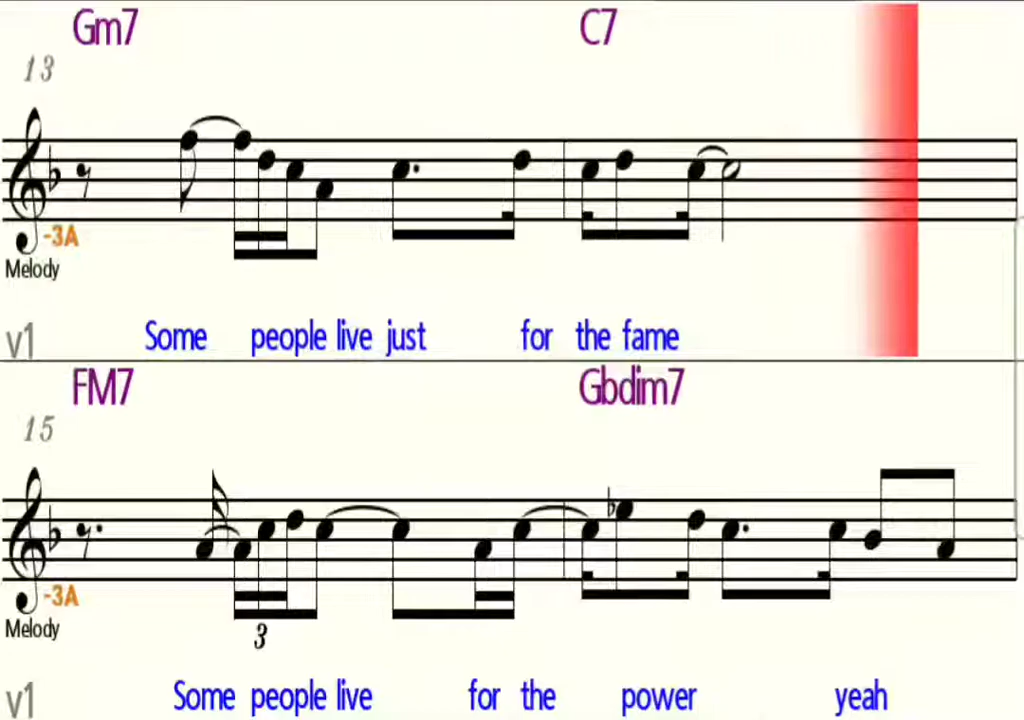 Gm7 C7
13
-3A
Melody
v1 Some people live just for the fame
FM7 Gbdim7
15
-3A
Melody
3
v1 Some people live for the power yeah